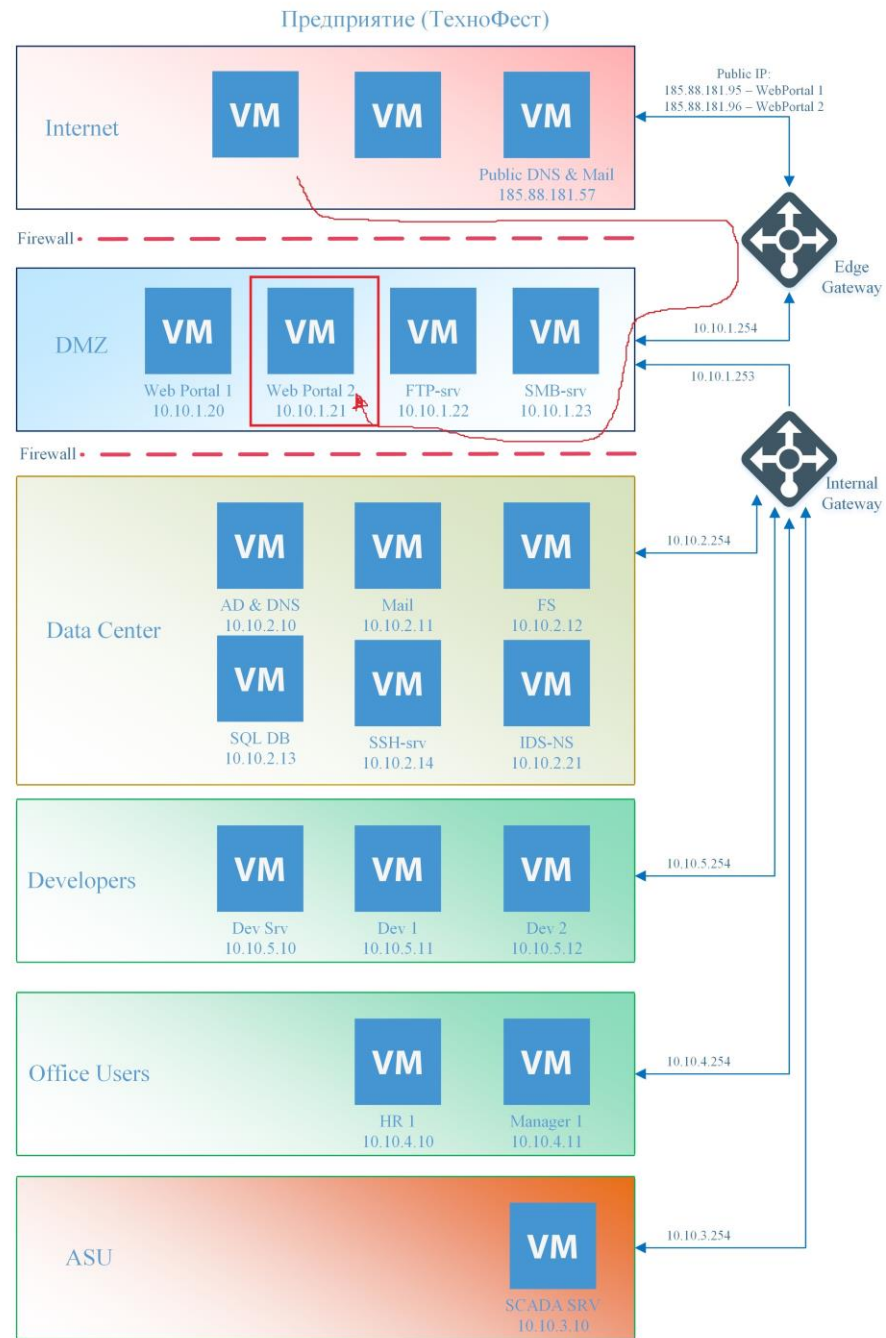 Предприятие (ТехноФест)
Public IP:
185.88.181.95 – WebPortal 1
185.88.181.96 – WebPortal 2
Internet
VM
VM
VM
Public DNS & Mail
185.88.181.57
Firewall
Edge
Gateway
DMZ
VM
VM
VM
VM
Web Portal 1
10.10.1.20
Web Portal 2
10.10.1.21
FTP-srv
10.10.1.22
SMB-srv
10.10.1.23
10.10.1.254
10.10.1.253
Firewall
Internal
Gateway
Data Center
VM
VM
VM
AD & DNS
10.10.2.10
Mail
10.10.2.11
FS
10.10.2.12
VM
VM
VM
SQL DB
10.10.2.13
SSH-srv
10.10.2.14
IDS-NS
10.10.2.21
10.10.2.254
Developers
VM
VM
VM
Dev Srv
10.10.5.10
Dev 1
10.10.5.11
Dev 2
10.10.5.12
10.10.5.254
Office Users
VM
VM
HR 1
10.10.4.10
Manager 1
10.10.4.11
10.10.4.254
ASU
VM
SCADA SRV
10.10.3.10
10.10.3.254